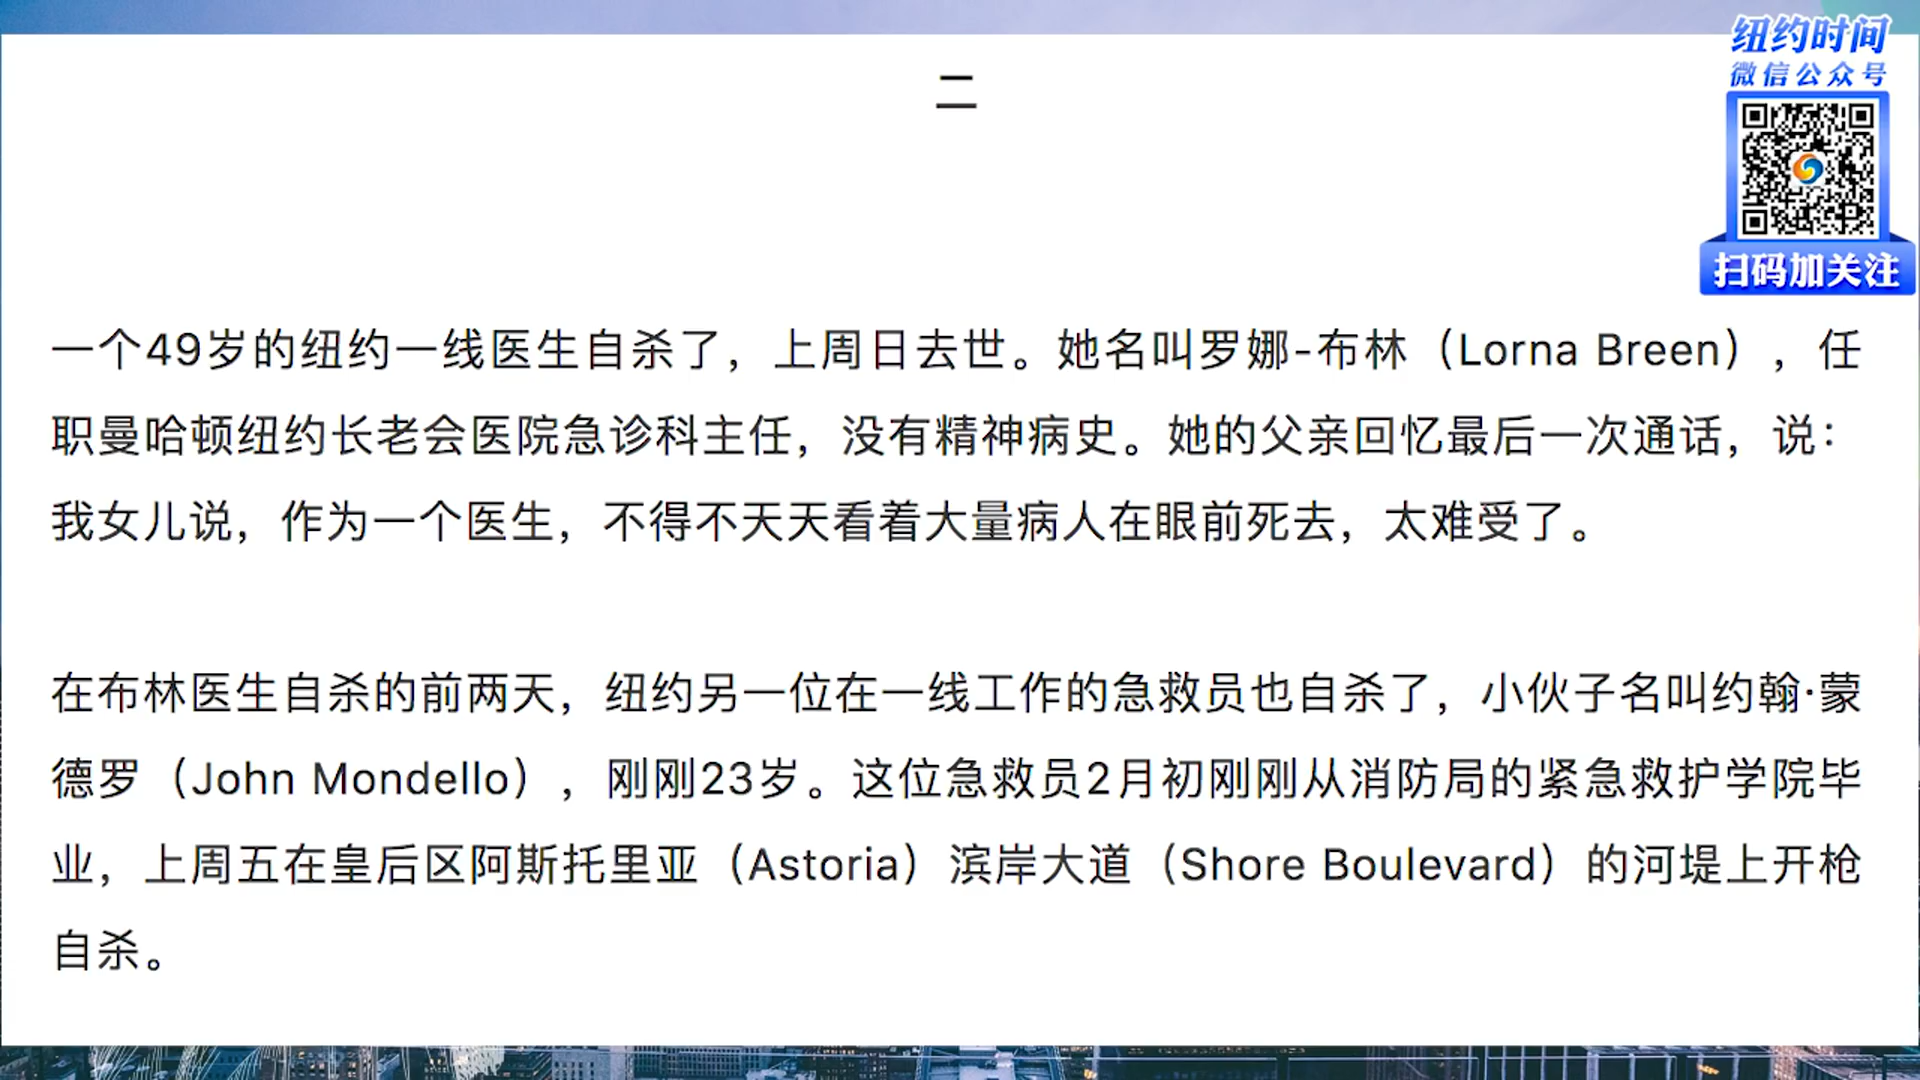 纽约时间
微信公众号
扫码加关注
二
一个49岁的纽约一线医生自杀了，上周日去世。她名叫罗娜-布林（Lorna Breen），任
职曼哈顿纽约长老会医院急诊科主任，没有精神病史。她的父亲回忆最后一次通话，说：
我女儿说，作为一个医生，不得不天天看着大量病人在眼前死去，太难受了。
在布林医生自杀的前两天，纽约另一位在一线工作的急救员也自杀了，小伙子名叫约翰·蒙
德罗（John Mondello），刚刚23岁。这位急救员2月初刚刚从消防局的紧急救护学院毕
业，上周五在皇后区阿斯托里亚（Astoria）滨岸大道（Shore Boulevard）的河堤上开枪
自杀。